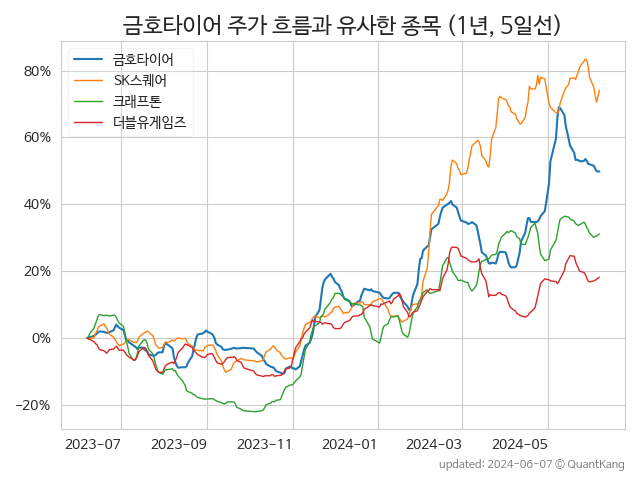 금호타이어 주가 흐름과 유사한 종목 (1년, 5일선)
금호타이어
SK스퀘어
크래프톤
더블유게임즈
80%
60%
40%
20%
0%
−20%
2023-07 2023-09 2023-11 2024-01 2024-03 2024-05
updated: 2024-06-07 © QuantKang